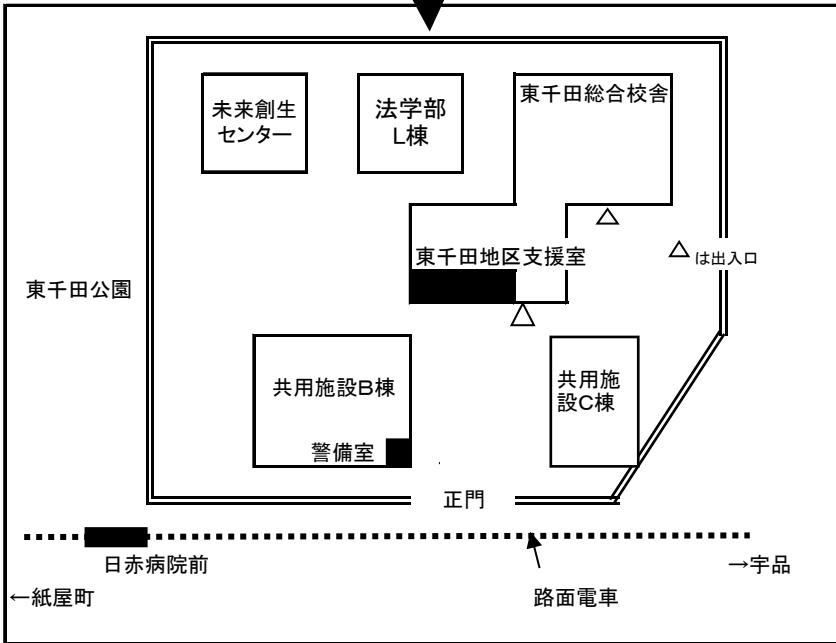 未来創生
センター
法学部
L棟
東千田総合校舎
東千田地区支援室
△は出入口
東千田公園
共用施設B棟
共用施
設C棟
警備室
正門
日赤病院前
→宇品
←紙屋町
路面電車